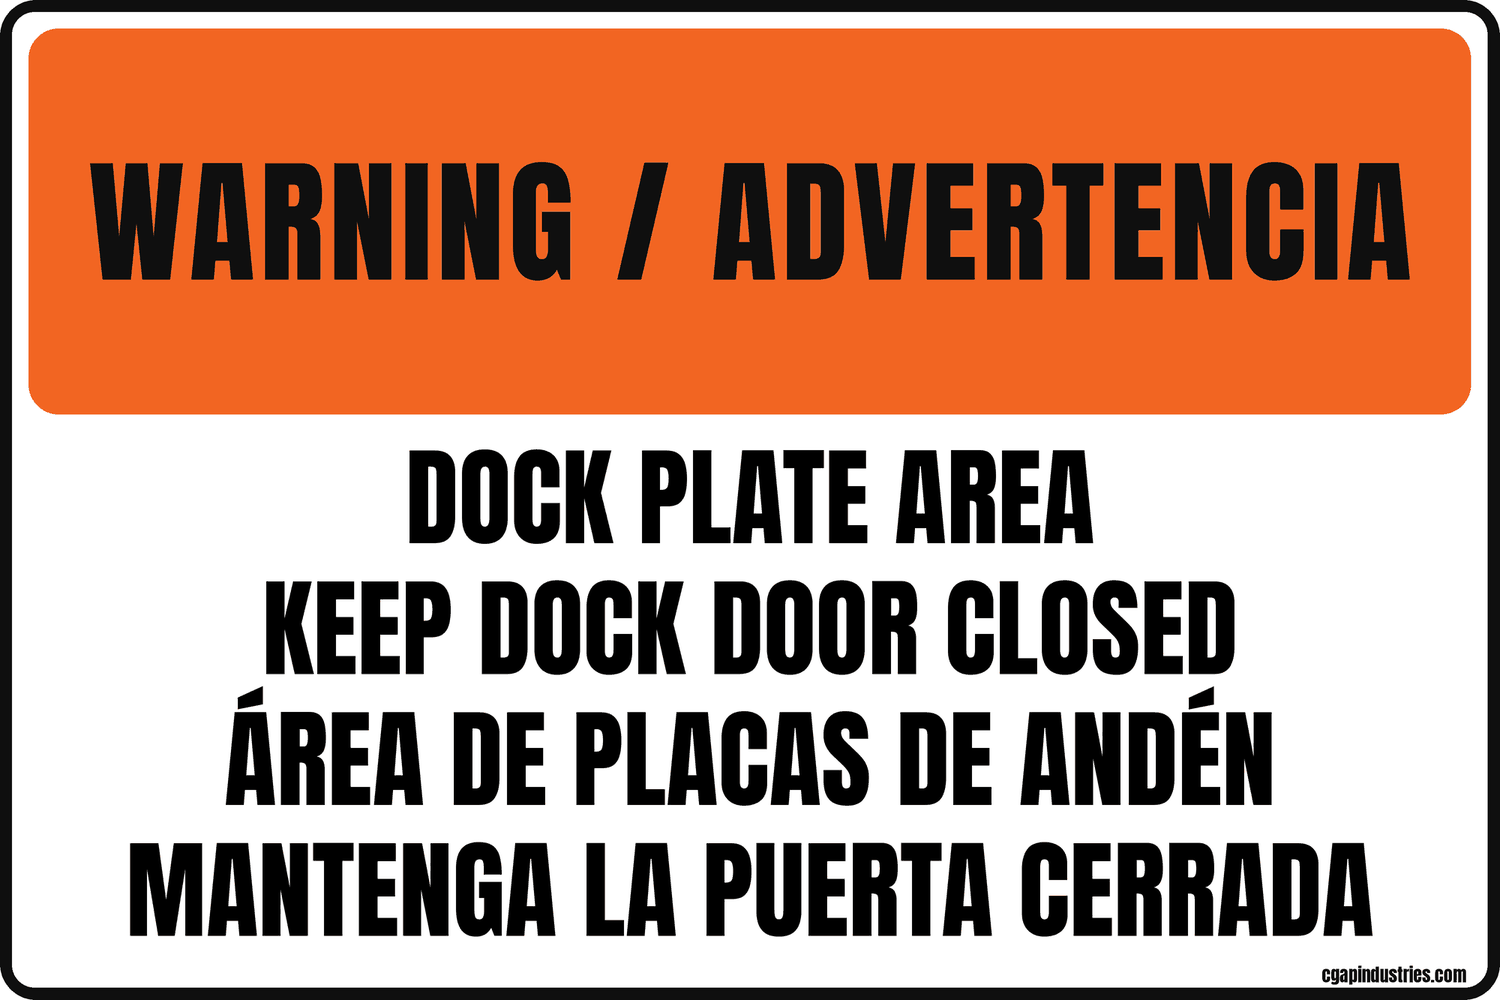 WARNING / ADVERTENCIA
DOCK PLATE AREA
KEEP DOCK DOOR CLOSED
ÁREA DE PLACAS DE ANDÉN
MANTENGA LA PUERTA CERRADA
cgapindustries.com